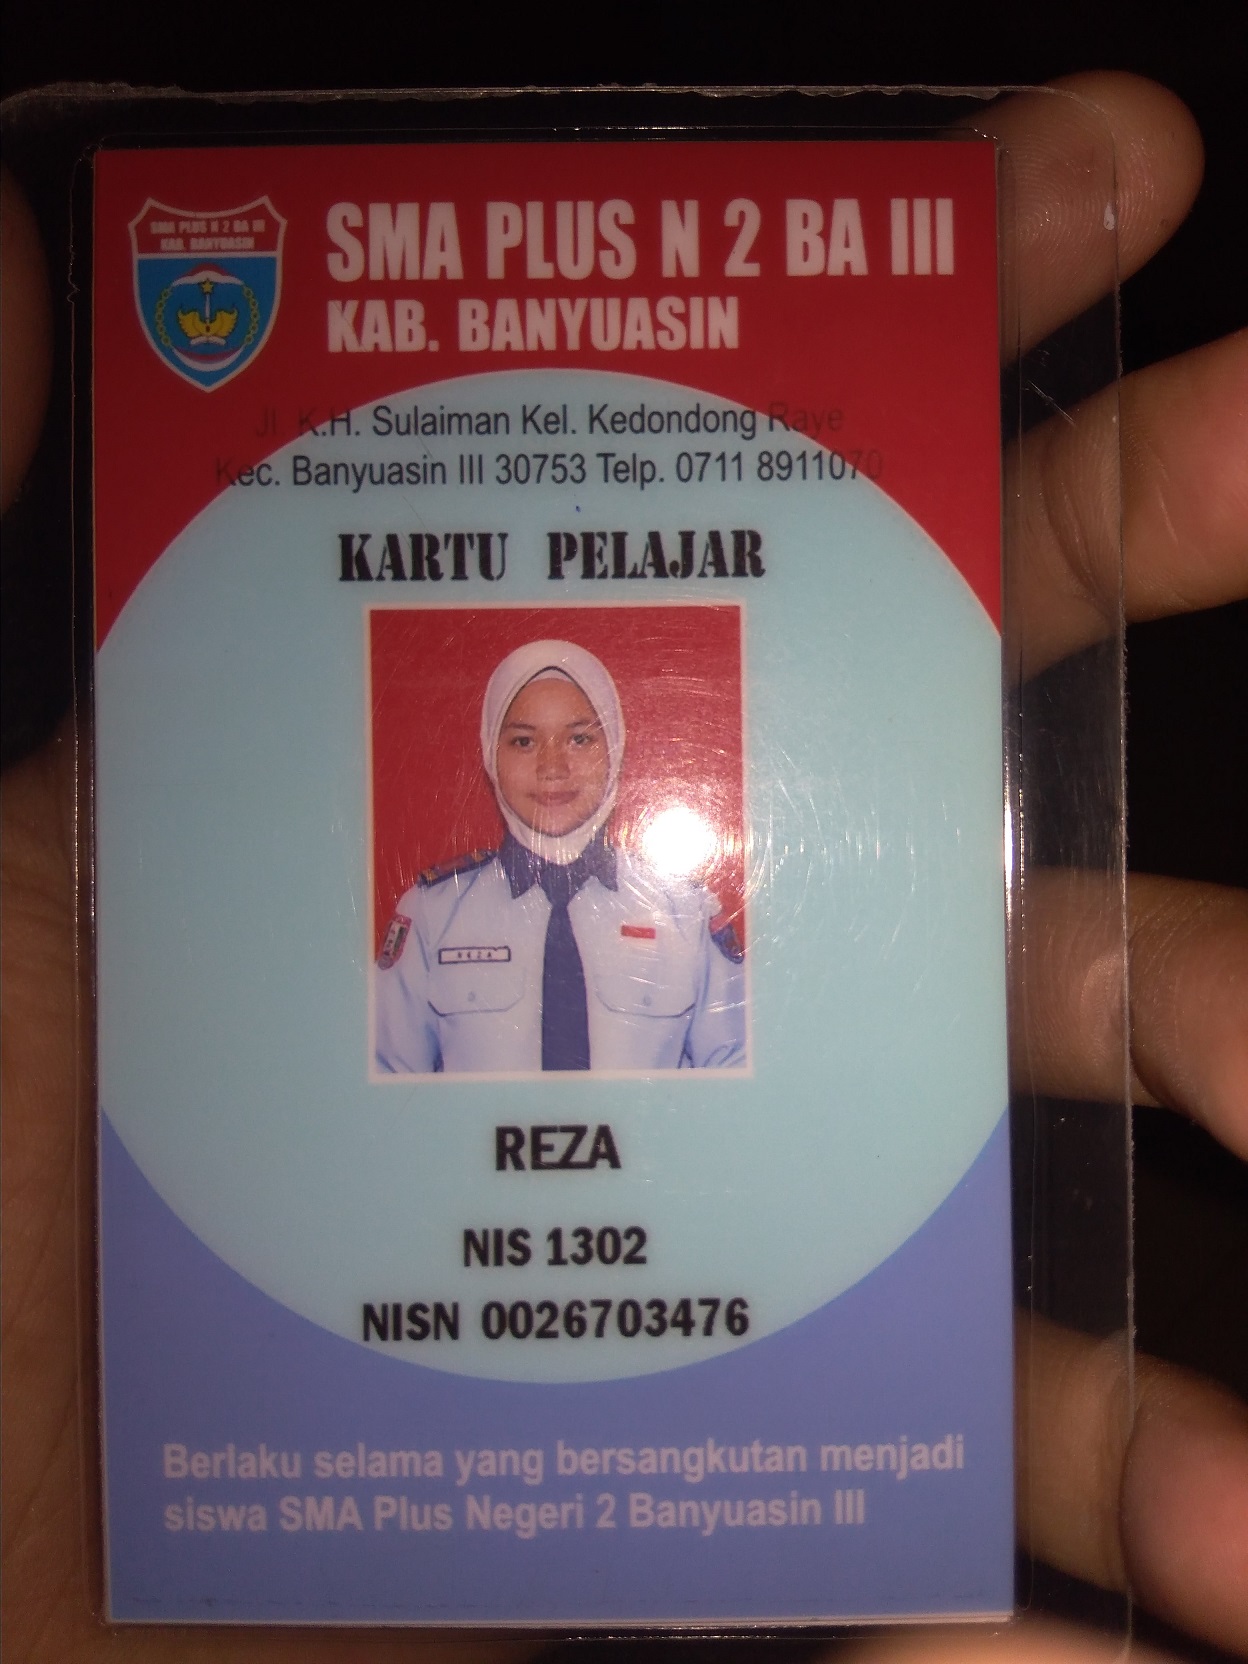 SMA PLUS N 2 BA III
KAB. BANYUASIN
SMA PLUS N 2 BA III
KAB. BANYUASIN
Jl. K.H. Sulaiman Kel. Kedondong Raye
Kec. Banyuasin III 30753 Telp. 0711 8911070
KARTU PELAJAR
REZA
REZA
NIS 1302
NISN 0026703476
Berlaku selama yang bersangkutan menjadi
siswa SMA Plus Negeri 2 Banyuasin III